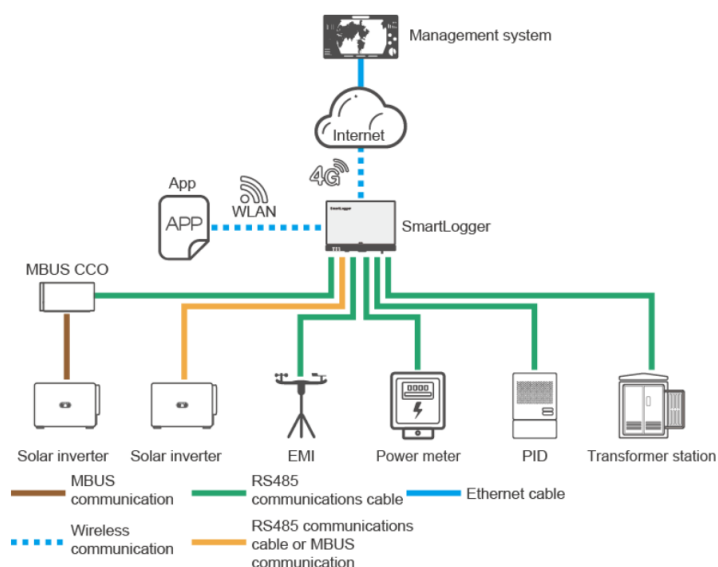 Management system
Internet
4G
App
WLAN
APP
SmartLogger
SmartLogger
MBUS CCO
Solar inverter
Solar inverter
EMI
Power meter
PID
Transformer station
MBUS
communication
RS485
communications cable
Ethernet cable
Wireless
communication
RS485 communications
cable or MBUS
communication